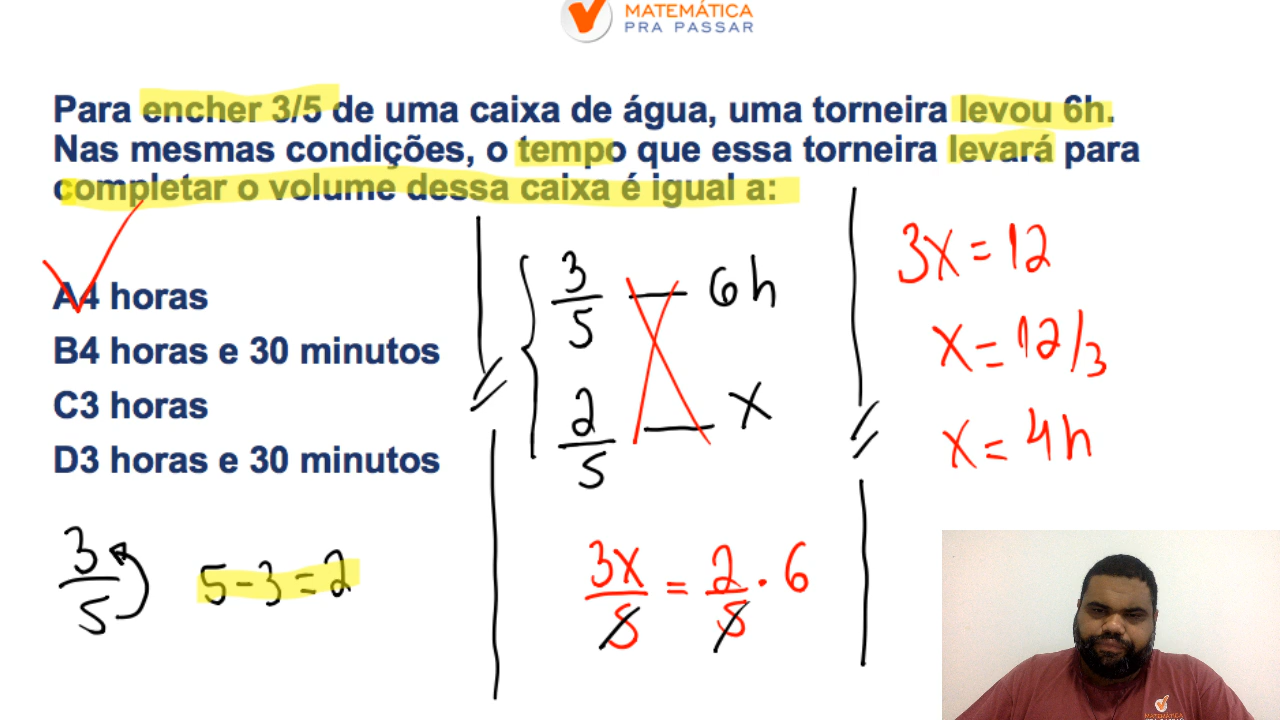 MATEMÁTICA
PRA PASSAR
Para encher 3/5 de uma caixa de água, uma torneira levou 6h.
Nas mesmas condições, o tempo que essa torneira levará para
completar o volume dessa caixa é igual a:
A4 horas
B4 horas e 30 minutos
C3 horas
D3 horas e 30 minutos
3/5
5-3=2
3/5 — 6h
2/5 — x
3x/5 = 2/5 . 6
3x = 12
x = 12/3
x = 4h
MATEMÁTICA